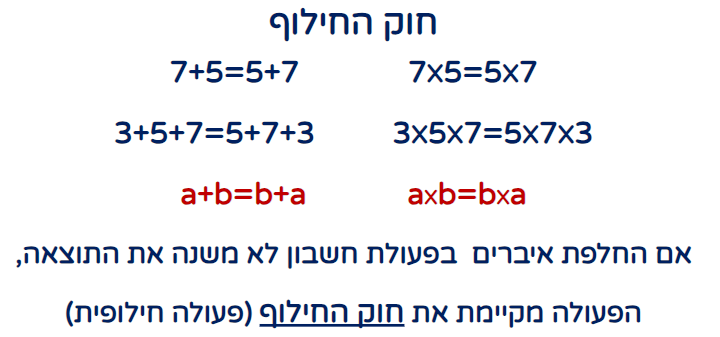 חוק החילוף
7+5=5+7 7x5=5x7
3+5+7=5+7+3 3x5x7=5x7x3
a+b=b+a axb=bxa
אם החלפת איברים בפעולת חשבון לא משנה את התוצאה,
הפעולה מקיימת את חוק החילוף (פעולה חילופית)